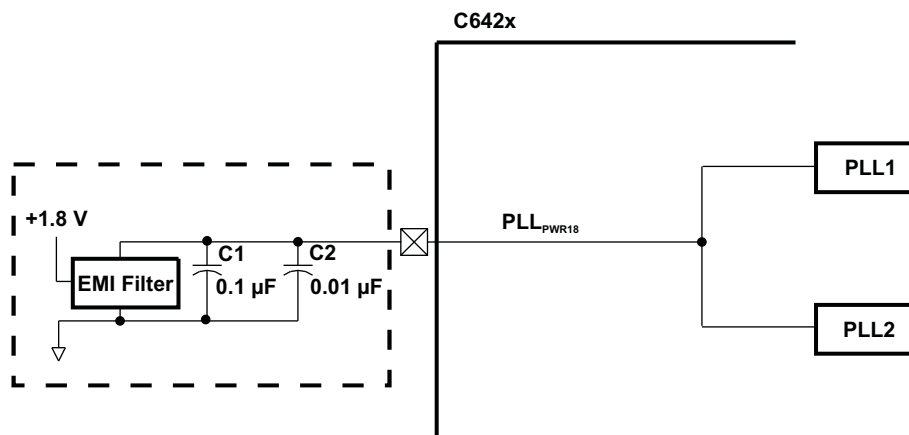 C642x
PLL1
+1.8 V
PLLPWR18
C1
C2
EMI Filter
0.1 µF
0.01 µF
PLL2